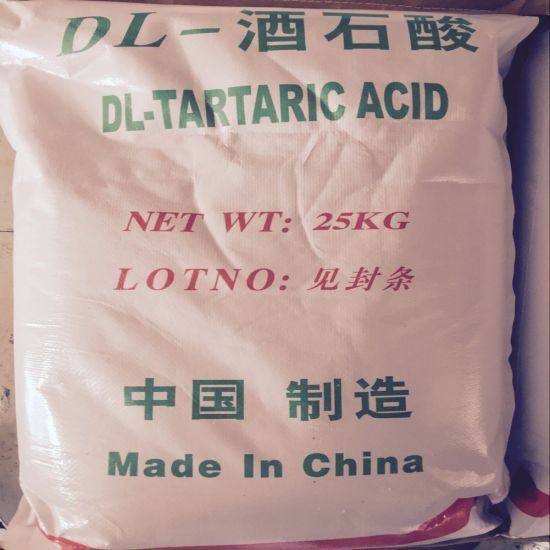 DL-酒石酸
DL-TARTARIC ACID
NET WT: 25KG
LOTNO: 见封条
中国 制造
Made In China